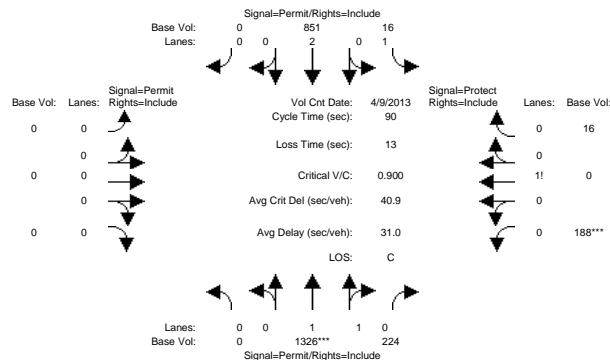 Signal=Permit/Rights=Include
Base Vol: 0 851 16
Lanes: 0 0 2 0 1
Signal=Permit
Rights=Include
Base Vol: Lanes:
Vol Cnt Date: 4/9/2013
Signal=Protect
Rights=Include
Lanes: Base Vol:
Cycle Time (sec): 90
0 0
0 16
Loss Time (sec): 13
0
0
0 0
Critical V/C: 0.900
1! 0
0
Avg Crit Del (sec/veh): 40.9
0
0 0
Avg Delay (sec/veh): 31.0
0 188***
LOS: C
Lanes: 0 0 1 1 0
Base Vol: 0 1326*** 224
Signal=Permit/Rights=Include